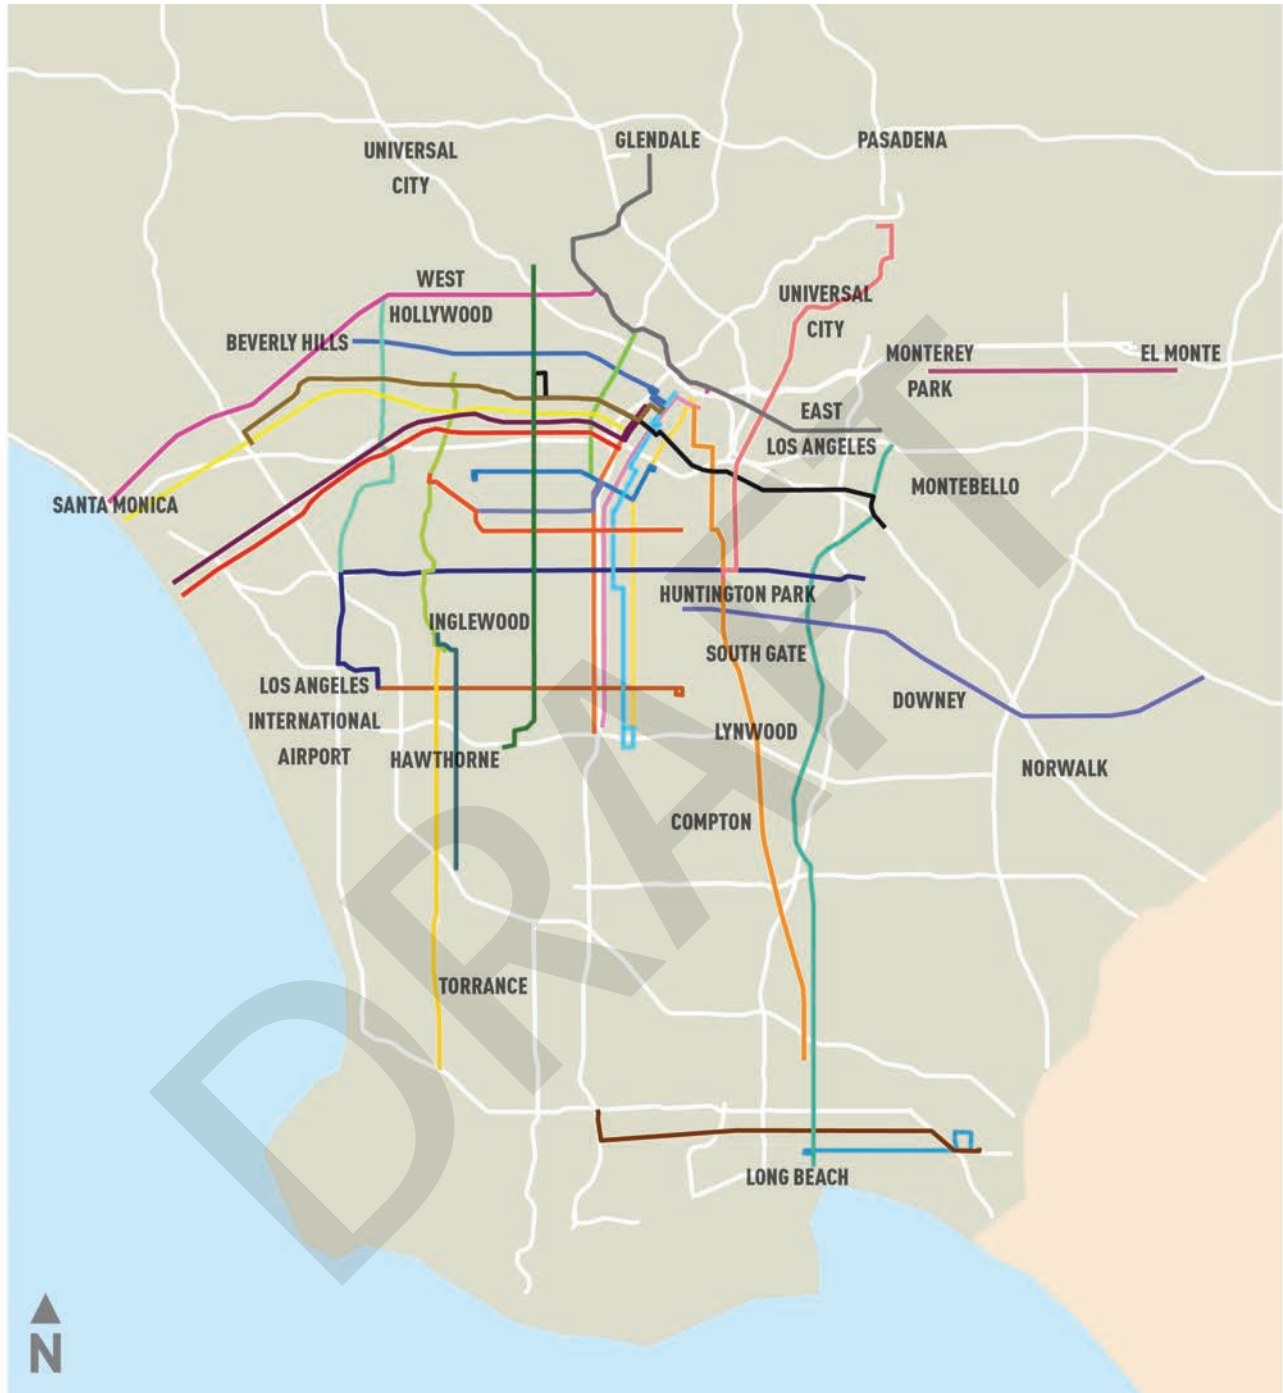 GLENDALE
PASADENA
UNIVERSAL
CITY
WEST
HOLLYWOOD
UNIVERSAL
CITY
BEVERLY HILLS
MONTEREY
PARK
EL MONTE
EAST
LOS ANGELES
MONTEBELLO
SANTA MONICA
HUNTINGTON PARK
INGLEWOOD
SOUTH GATE
LOS ANGELES
INTERNATIONAL
AIRPORT
DOWNEY
LYNWOOD
HAWTHORNE
NORWALK
COMPTON
TORRANCE
LONG BEACH
DRAFT
N